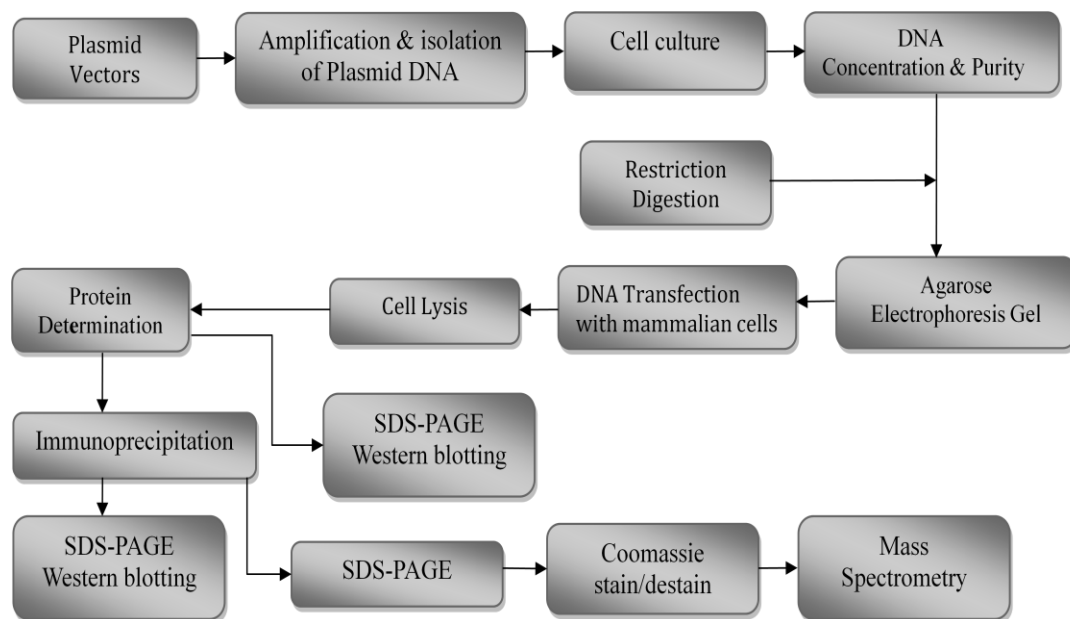 Plasmid
Vectors
Amplification & isolation
of Plasmid DNA
Cell culture
DNA
Concentration & Purity
Restriction
Digestion
Agarose
Electrophoresis Gel
DNA Transfection
with mammalian cells
Cell Lysis
Protein
Determination
Immunoprecipitation
SDS-PAGE
Western blotting
SDS-PAGE
Western blotting
SDS-PAGE
Coomassie
stain/destain
Mass
Spectrometry